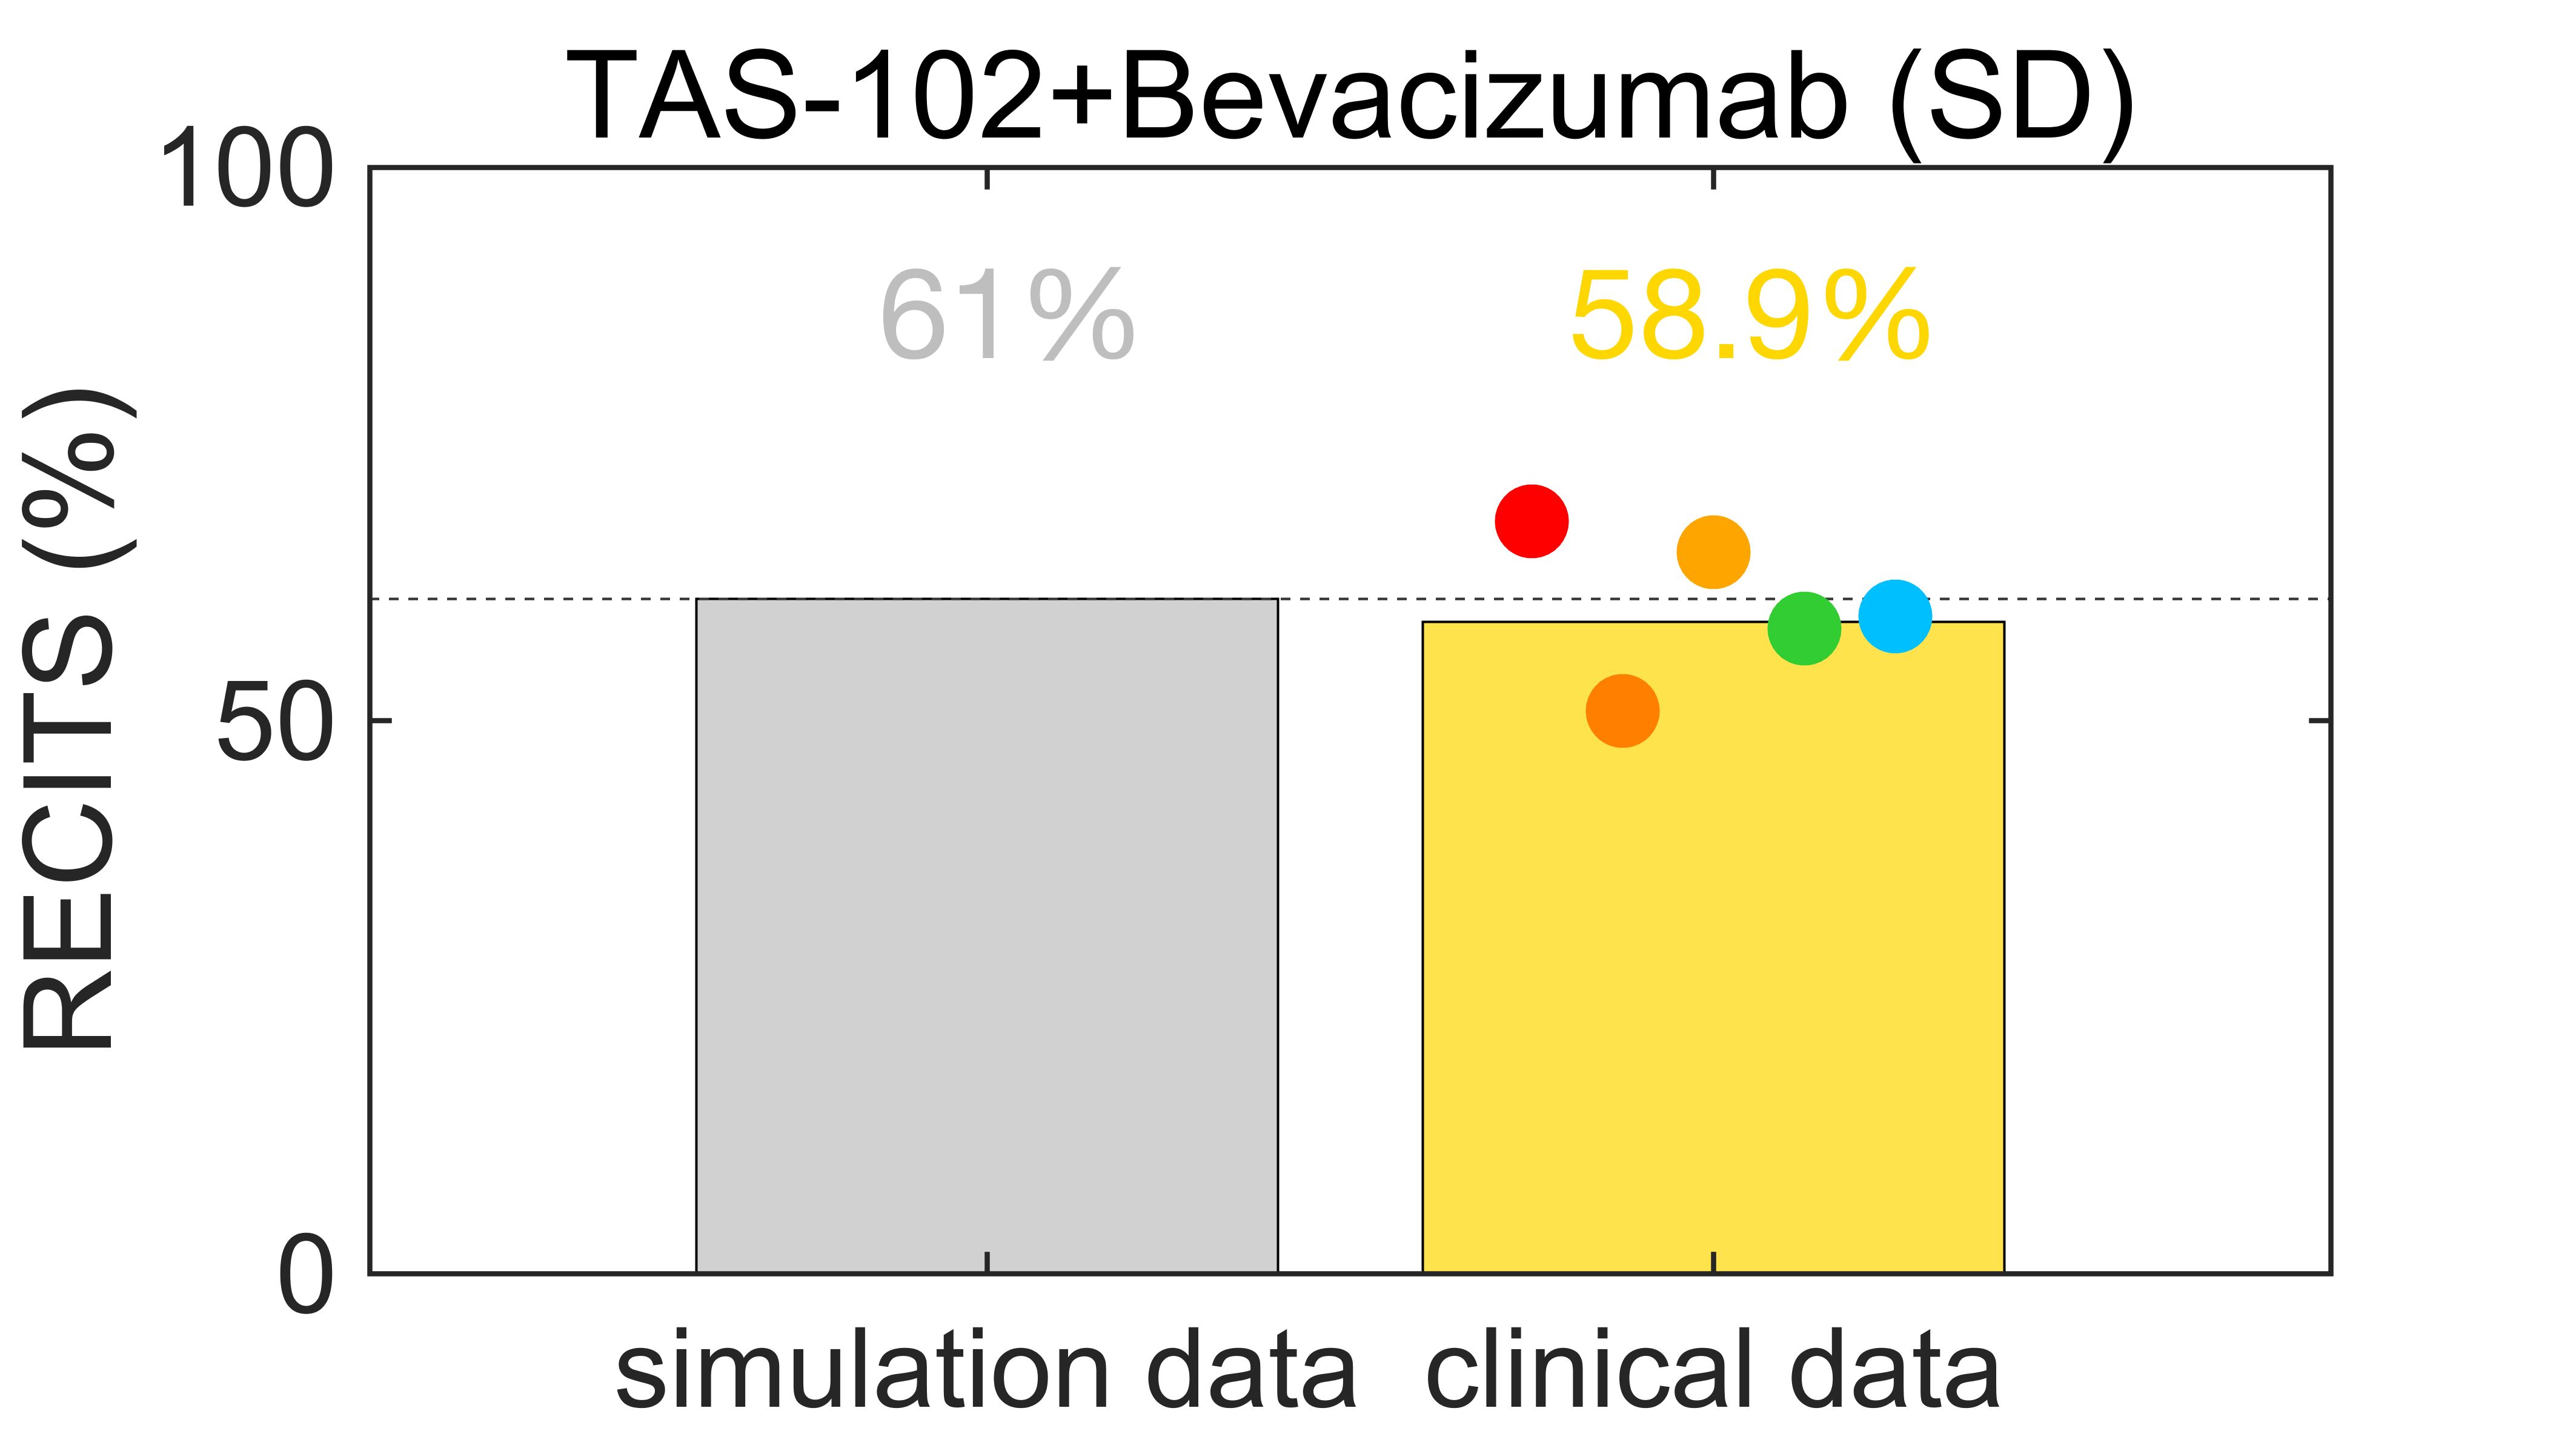 TAS-102+Bevacizumab (SD)
100
61%
58.9%
RECITS (%)
50
0
simulation data
clinical data